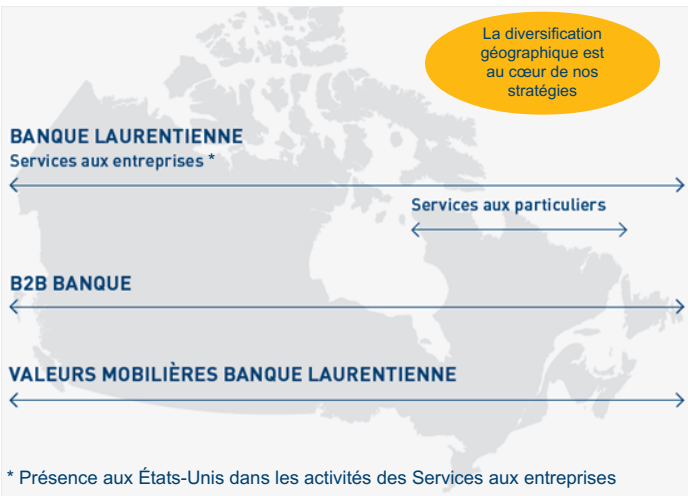 La diversification
géographique est
au cœur de nos
stratégies
BANQUE LAURENTIENNE
Services aux entreprises *
Services aux particuliers
B2B BANQUE
VALEURS MOBILIÈRES BANQUE LAURENTIENNE
* Présence aux États-Unis dans les activités des Services aux entreprises